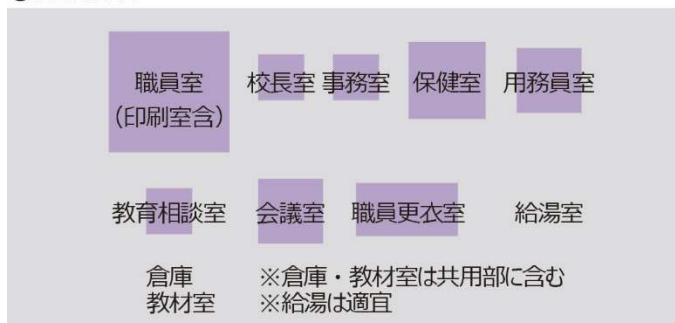 職員室 校長室 事務室 保健室 用務員室
(印刷室含)
教育相談室 会議室 職員更衣室 給湯室
倉庫 ※倉庫・教材室は共用部に含む
教材室 ※給湯は適宜